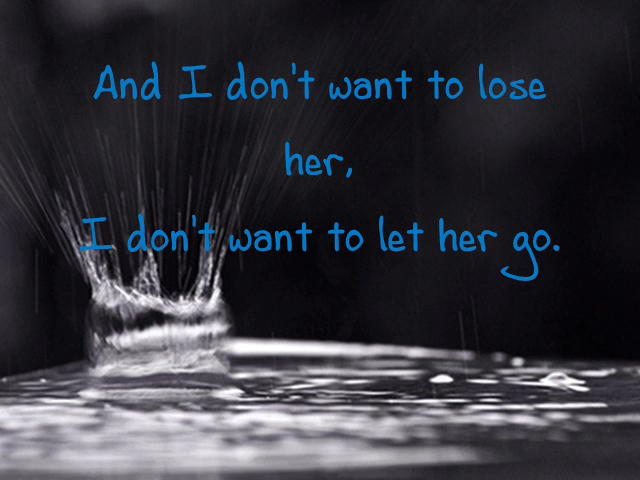 And I don't want to lose
her,
I don't want to let her go.